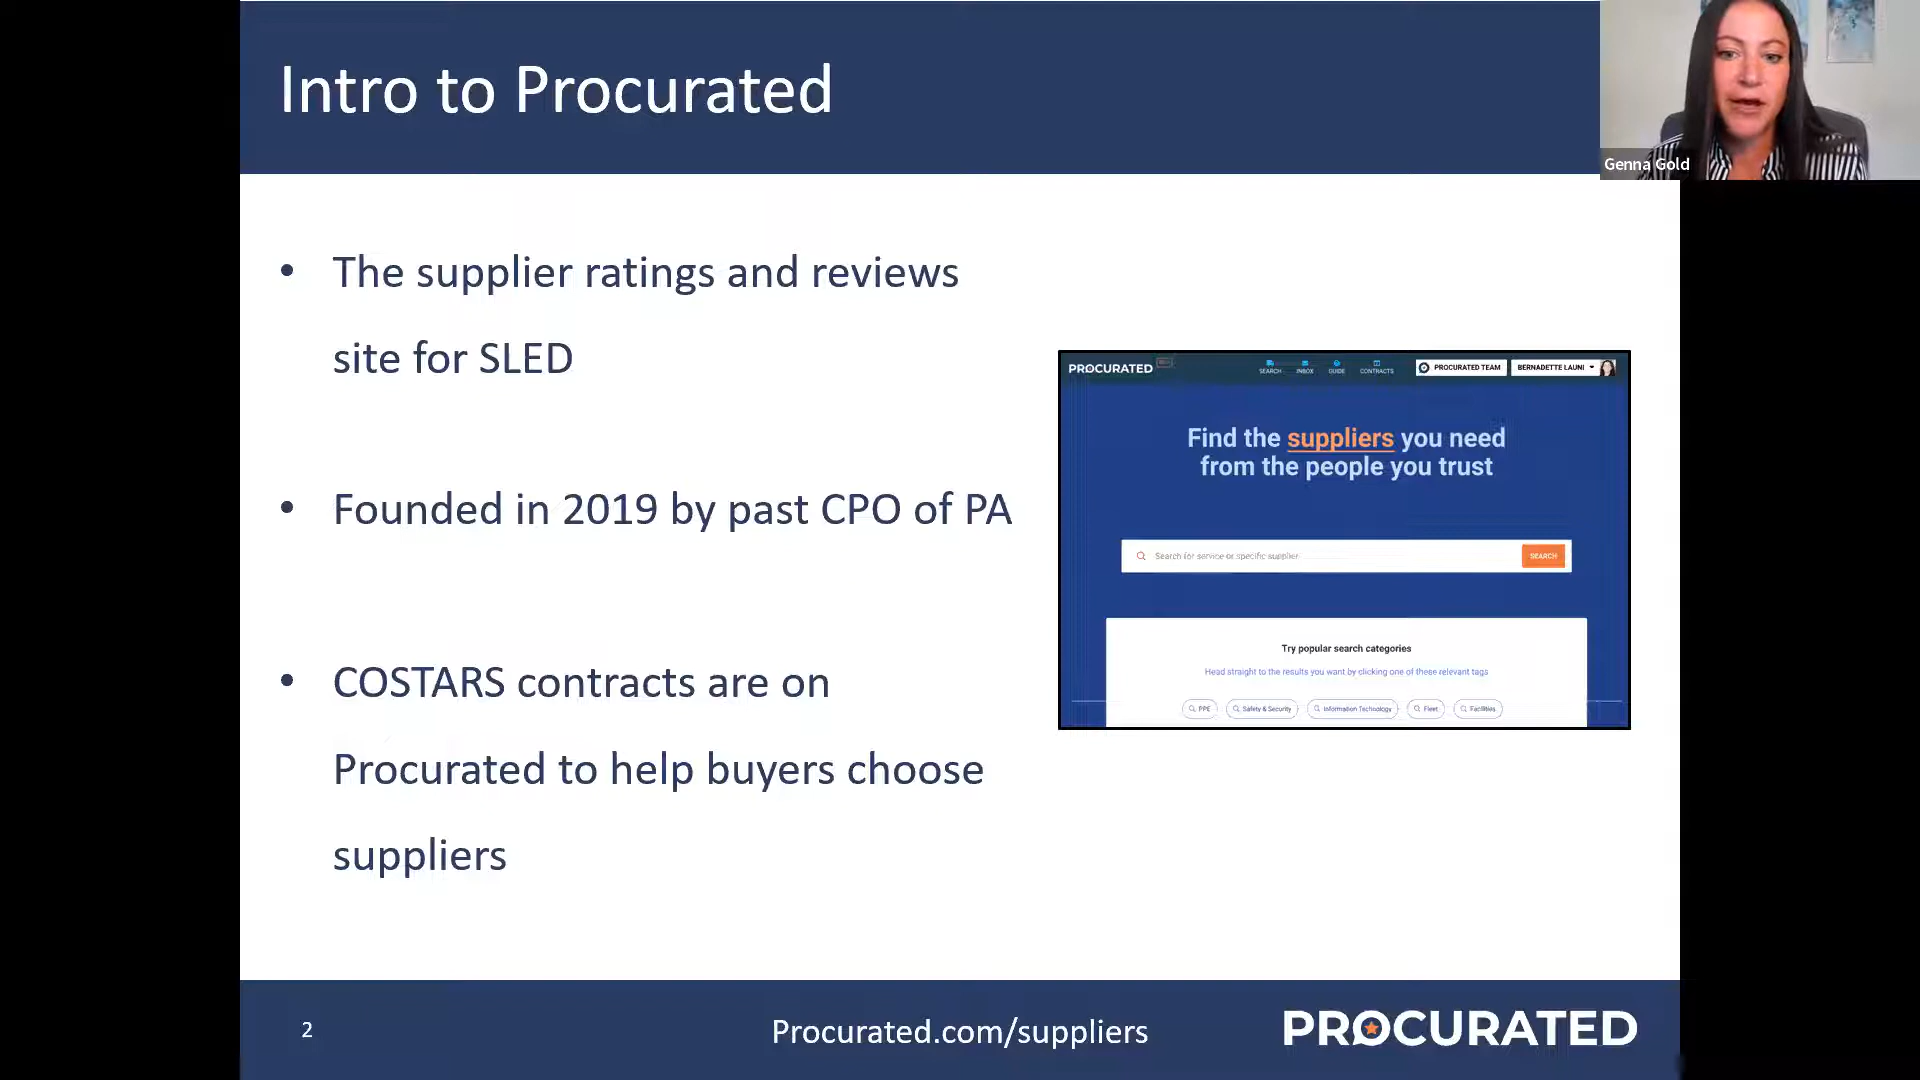 Intro to Procurated
Genna Gold
• The supplier ratings and reviews
site for SLED
• Founded in 2019 by past CPO of PA
• COSTARS contracts are on
Procurated to help buyers choose
suppliers
PROCURATED
SEARCH
INBOX
GUIDE
CONTRACTS
PROCURATED TEAM
BERNADETTE LAUNI
Find the suppliers you need
from the people you trust
Search for service or specific supplier
SEARCH
Try popular search categories
Head straight to the results you want by clicking one of these relevant tags
PPE
Safety & Security
Information Technology
Fleet
Facilities
2
Procurated.com/suppliers
PROCURATED